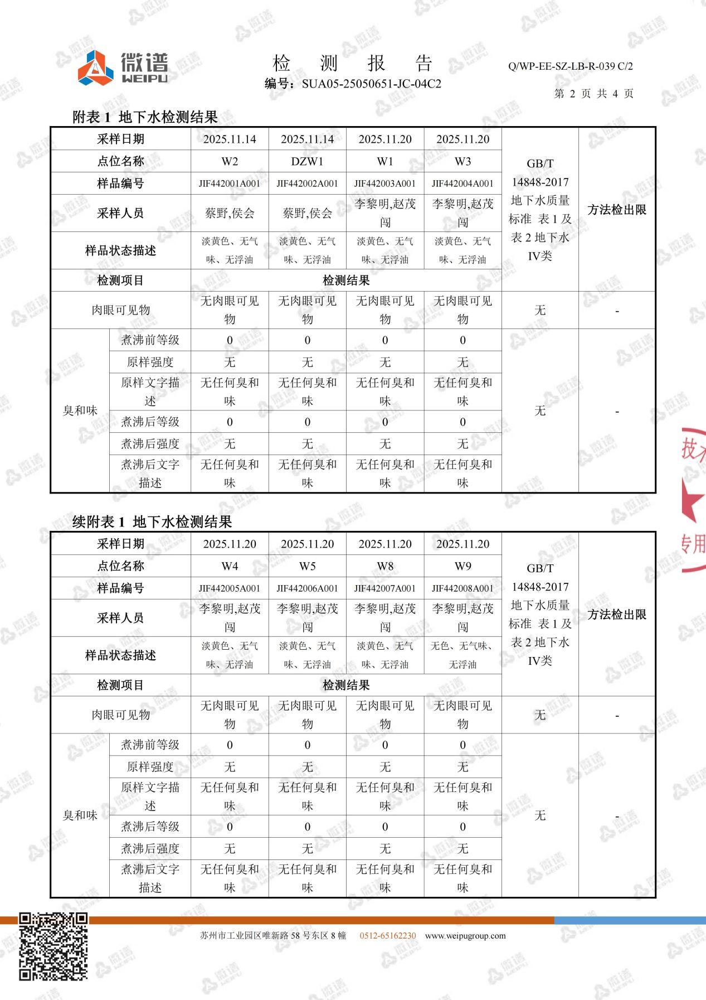 微谱
WEIPU
检 测 报 告
编号：SUA05-25050651-JC-04C2
Q/WP-EE-SZ-LB-R-039 C/2
第 2 页 共 4 页
附表 1 地下水检测结果
采样日期 2025.11.14 2025.11.14 2025.11.20 2025.11.20
GB/T
14848-2017
地下水质量
标准 表 1 及
表 2 地下水
IV类
方法检出限
点位名称 W2 DZW1 W1 W3
样品编号 JIF442001A001 JIF442002A001 JIF442003A001 JIF442004A001
采样人员 蔡野,侯会 蔡野,侯会 李黎明,赵茂 李黎明,赵茂
闯 闯
样品状态描述 淡黄色、无气 淡黄色、无气 淡黄色、无气 淡黄色、无气
味、无浮油 味、无浮油 味、无浮油 味、无浮油
检测项目 检测结果
肉眼可见物 无肉眼可见 无肉眼可见 无肉眼可见 无肉眼可见 无 -
物 物 物 物
臭和味 无 -
煮沸前等级 0 0 0 0
原样强度 无 无 无 无
原样文字描 无任何臭和 无任何臭和 无任何臭和 无任何臭和
述 味 味 味 味
煮沸后等级 0 0 0 0
煮沸后强度 无 无 无 无
煮沸后文字 无任何臭和 无任何臭和 无任何臭和 无任何臭和
描述 味 味 味 味
技术
专用
续附表 1 地下水检测结果
采样日期 2025.11.20 2025.11.20 2025.11.20 2025.11.20
GB/T
14848-2017
地下水质量
标准 表 1 及
表 2 地下水
IV类
方法检出限
点位名称 W4 W5 W8 W9
样品编号 JIF442005A001 JIF442006A001 JIF442007A001 JIF442008A001
采样人员 李黎明,赵茂 李黎明,赵茂 李黎明,赵茂 李黎明,赵茂
闯 闯 闯 闯
样品状态描述 淡黄色、无气 淡黄色、无气 淡黄色、无气 无色、无气味、
味、无浮油 味、无浮油 味、无浮油 无浮油
检测项目 检测结果
肉眼可见物 无肉眼可见 无肉眼可见 无肉眼可见 无肉眼可见 无 -
物 物 物 物
臭和味 无 -
煮沸前等级 0 0 0 0
原样强度 无 无 无 无
原样文字描 无任何臭和 无任何臭和 无任何臭和 无任何臭和
述 味 味 味 味
煮沸后等级 0 0 0 0
煮沸后强度 无 无 无 无
煮沸后文字 无任何臭和 无任何臭和 无任何臭和 无任何臭和
描述 味 味 味 味
苏州市工业园区唯新路 58 号东区 8 幢 0512-65162230 www.weipugroup.com